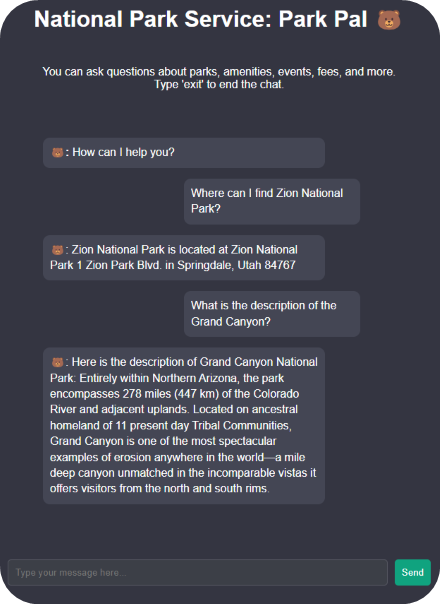 National Park Service: Park Pal 🐻
You can ask questions about parks, amenities, events, fees, and more.
Type 'exit' to end the chat.
🐻: How can I help you?
Where can I find Zion National
Park?
🐻: Zion National Park is located at Zion National
Park 1 Zion Park Blvd. in Springdale, Utah 84767
What is the description of the
Grand Canyon?
🐻: Here is the description of Grand Canyon National
Park: Entirely within Northern Arizona, the park
encompasses 278 miles (447 km) of the Colorado
River and adjacent uplands. Located on ancestral
homeland of 11 present day Tribal Communities,
Grand Canyon is one of the most spectacular
examples of erosion anywhere in the world—a mile
deep canyon unmatched in the incomparable vistas it
offers visitors from the north and south rims.
Type your message here...
Send